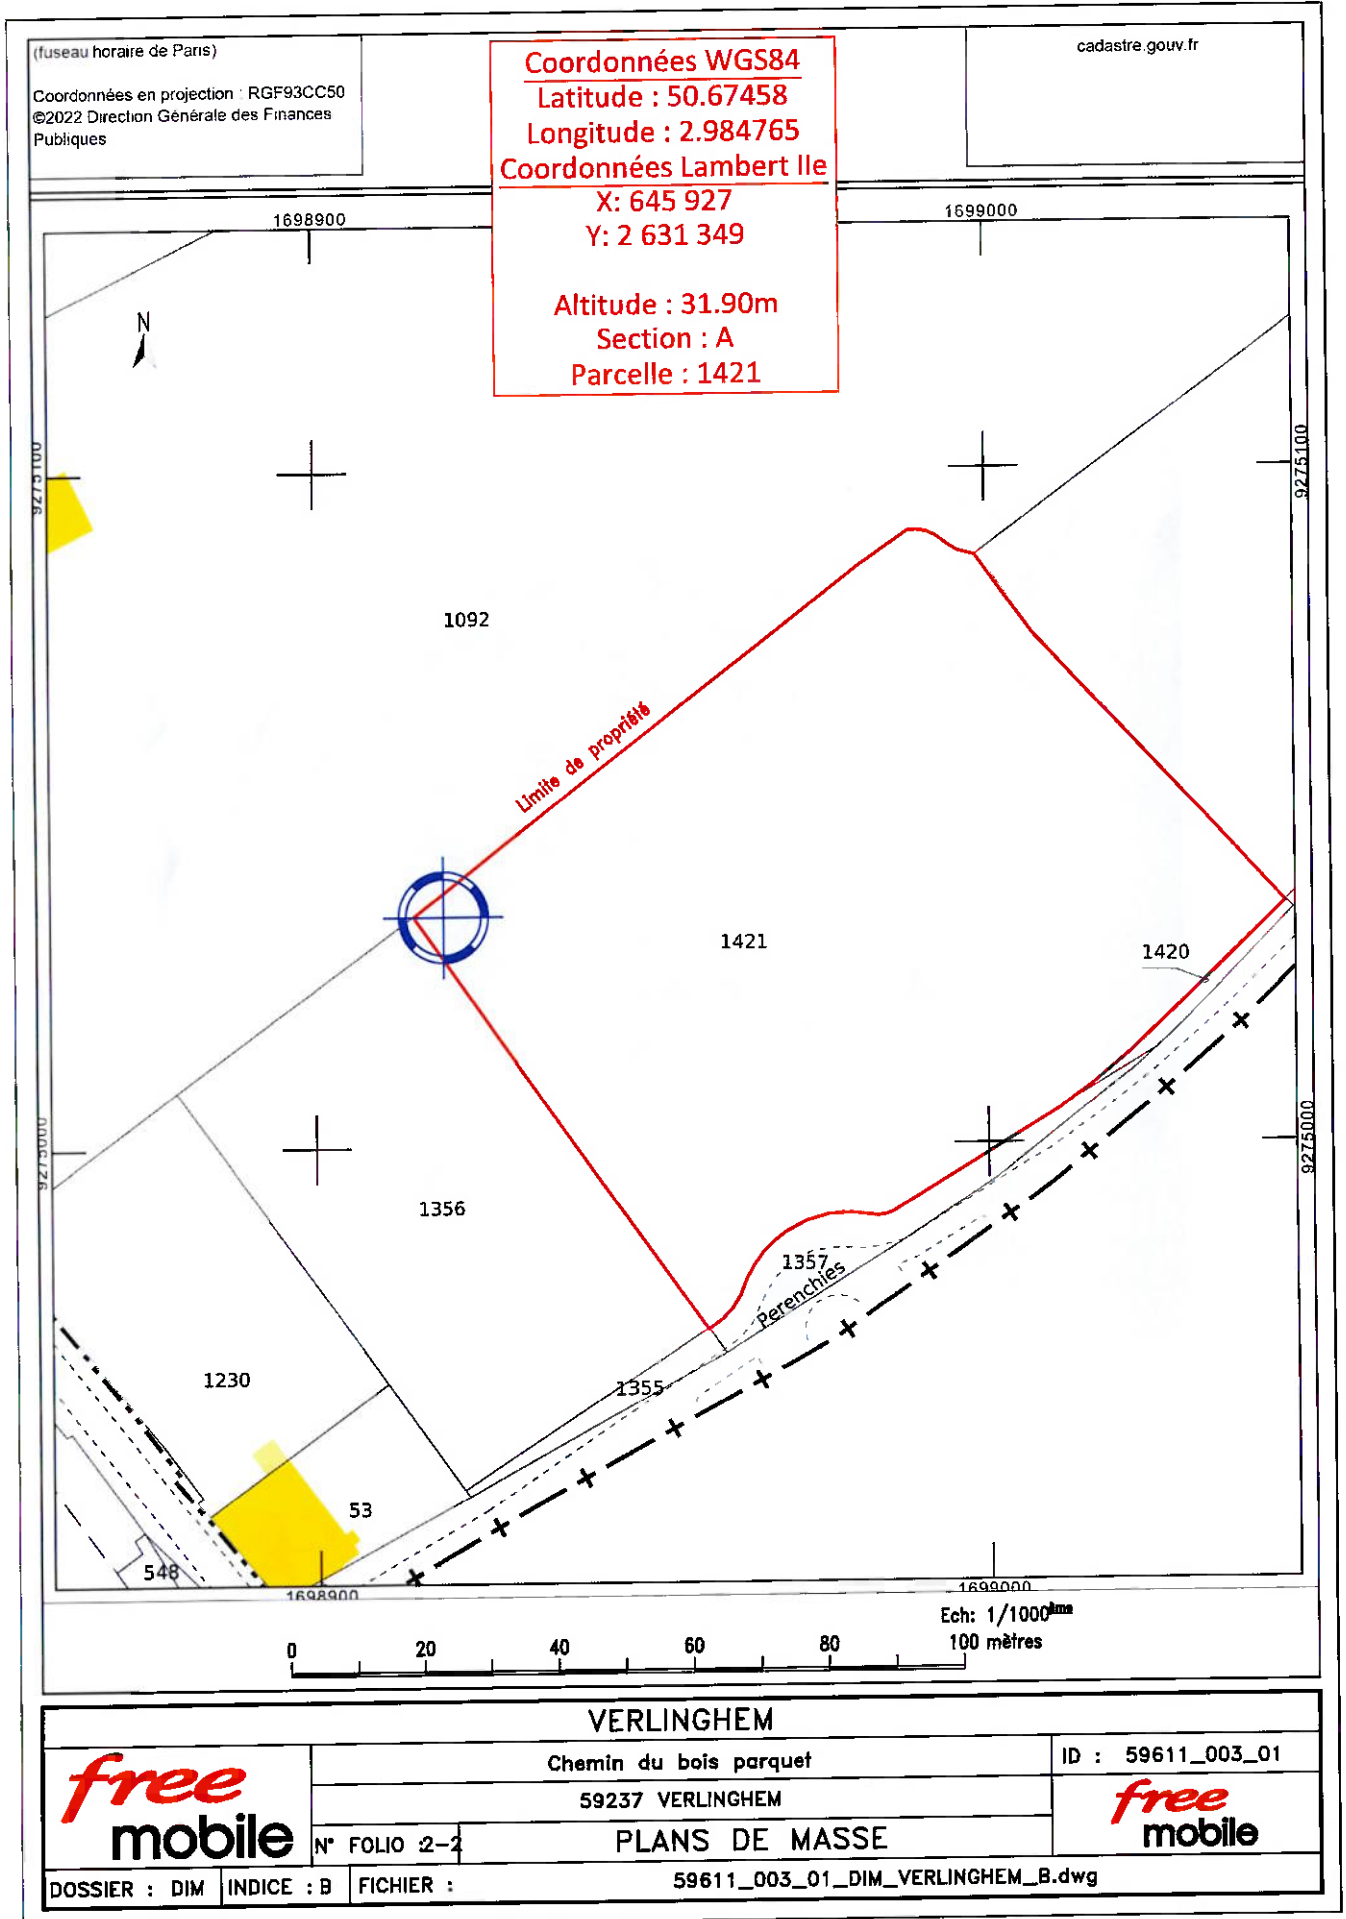 (fuseau horaire de Paris)
Coordonnées en projection : RGF93CC50
©2022 Direction Générale des Finances
Publiques
Coordonnées WGS84
Latitude : 50.67458
Longitude : 2.984765
Coordonnées Lambert IIe
X: 645 927
Y: 2 631 349
Altitude : 31.90m
Section : A
Parcelle : 1421
cadastre.gouv.fr
1698900
1699000
N
9275100
9275100
1092
Limite de propriété
1421
1420
9275000
9275000
1356
1357
Perenchies
1230
1355
53
548
1698900
1699000
Ech: 1/1000ème
0 20 40 60 80 100 mètres
VERLINGHEM
free mobile
Chemin du bois parquet
ID : 59611_003_01
59237 VERLINGHEM
free mobile
N° FOLIO :2-2
PLANS DE MASSE
DOSSIER : DIM
INDICE : B
FICHIER :
59611_003_01_DIM_VERLINGHEM_B.dwg